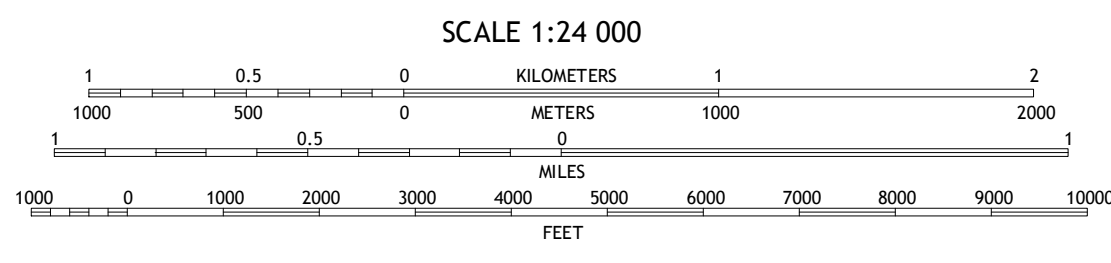 SCALE 1:24 000
1 0.5 0 KILOMETERS 1 2
1000 500 0 METERS 1000 2000
1 0.5 0 1
MILES
1000 0 1000 2000 3000 4000 5000 6000 7000 8000 9000 10000
FEET